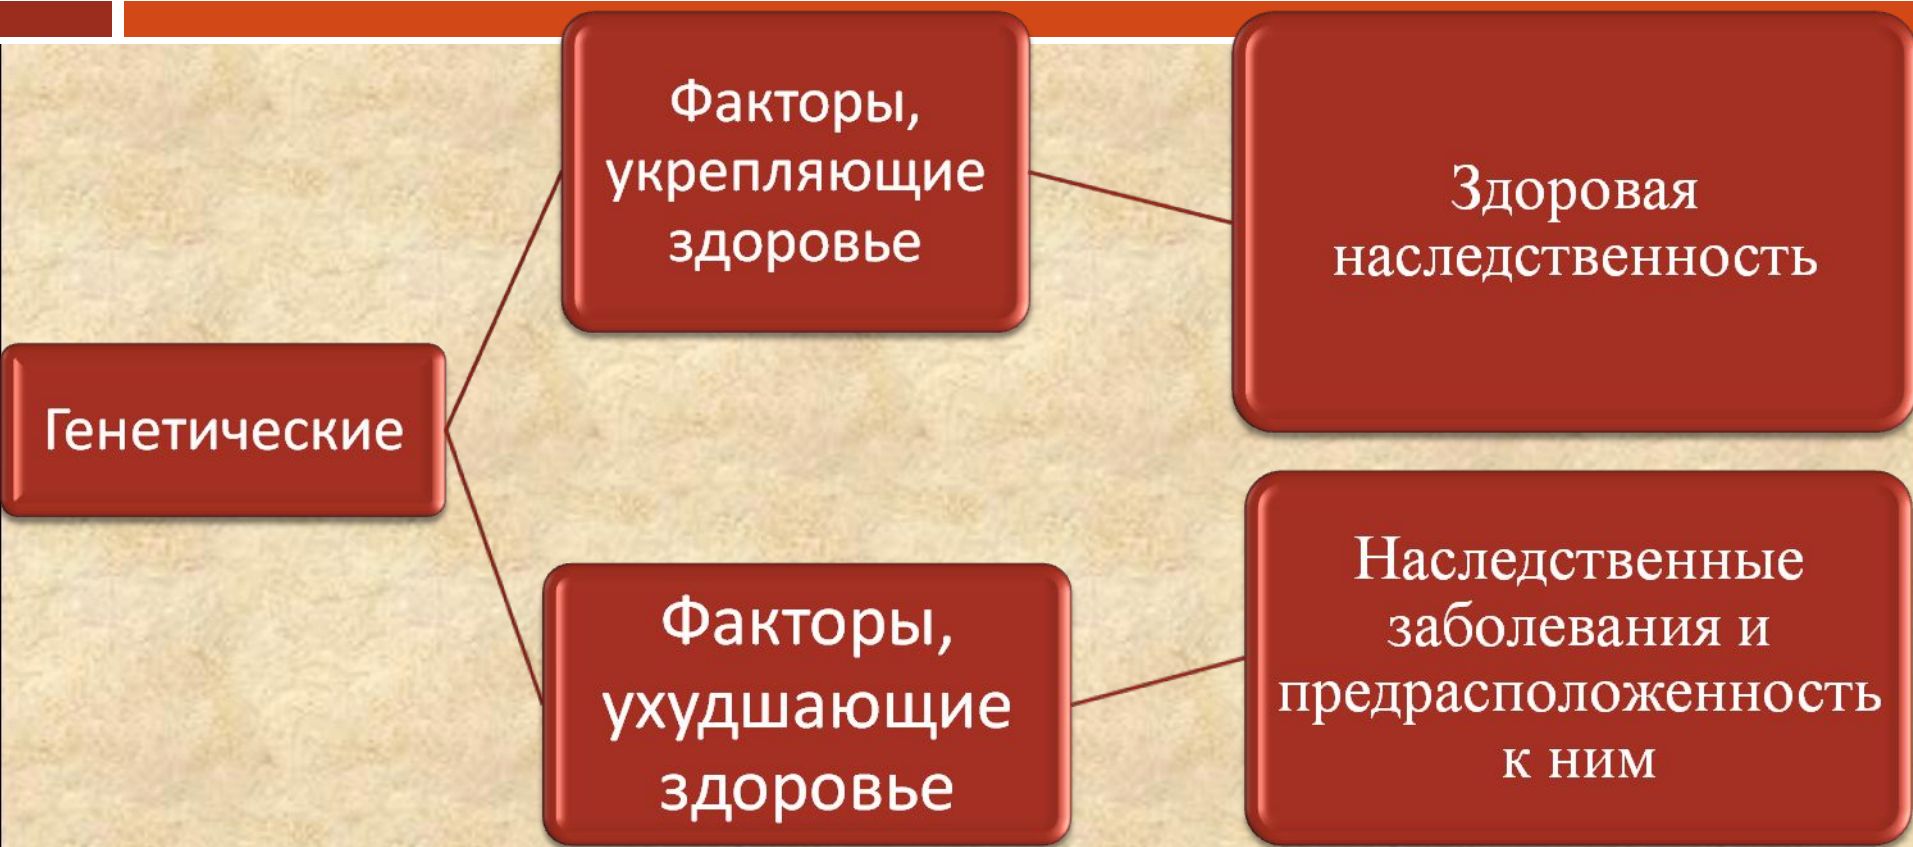 Генетические
Факторы,
укрепляющие
здоровье
Здоровая
наследственность
Факторы,
ухудшающие
здоровье
Наследственные
заболевания и
предрасположенность
к ним